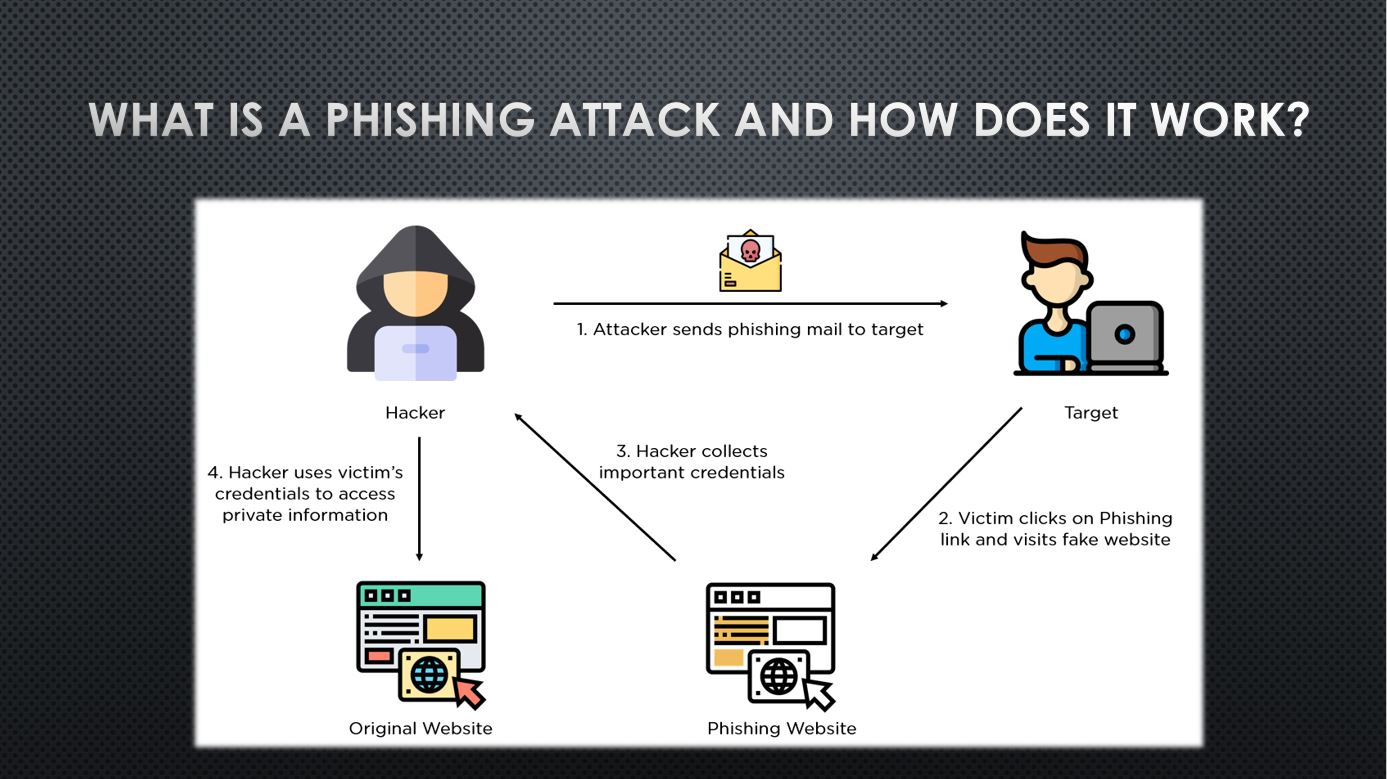 WHAT IS A PHISHING ATTACK AND HOW DOES IT WORK?
1. Attacker sends phishing mail to target
Hacker
Target
3. Hacker collects
important credentials
4. Hacker uses victim's
credentials to access
private information
2. Victim clicks on Phishing
link and visits fake website
Original Website
Phishing Website